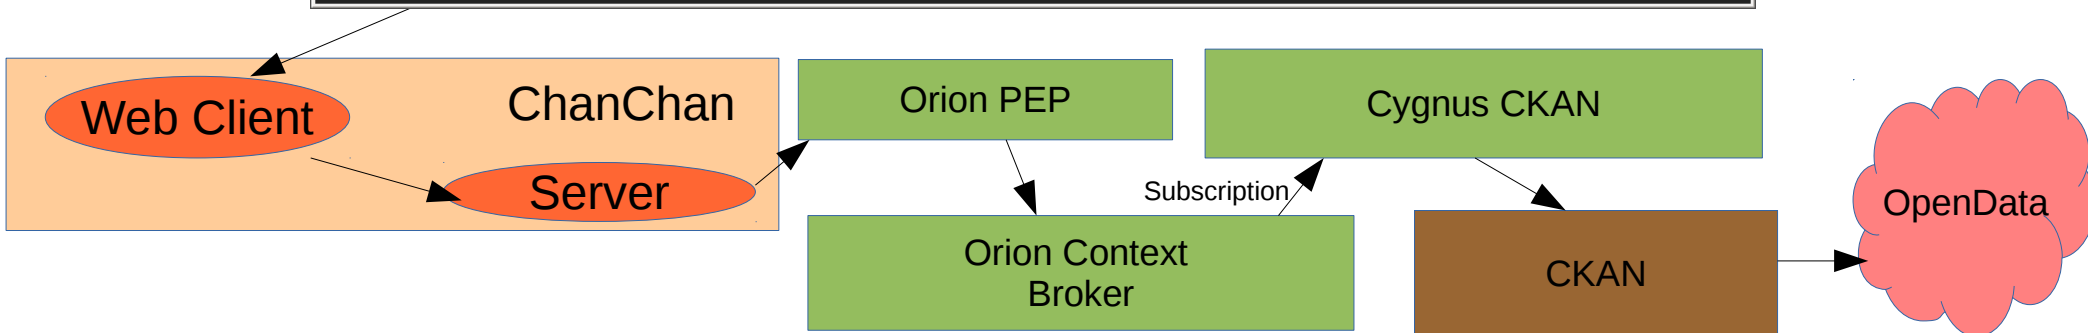 Web Client
ChanChan
Server
Orion PEP
Orion Context
Broker
Subscription
Cygnus CKAN
CKAN
OpenData